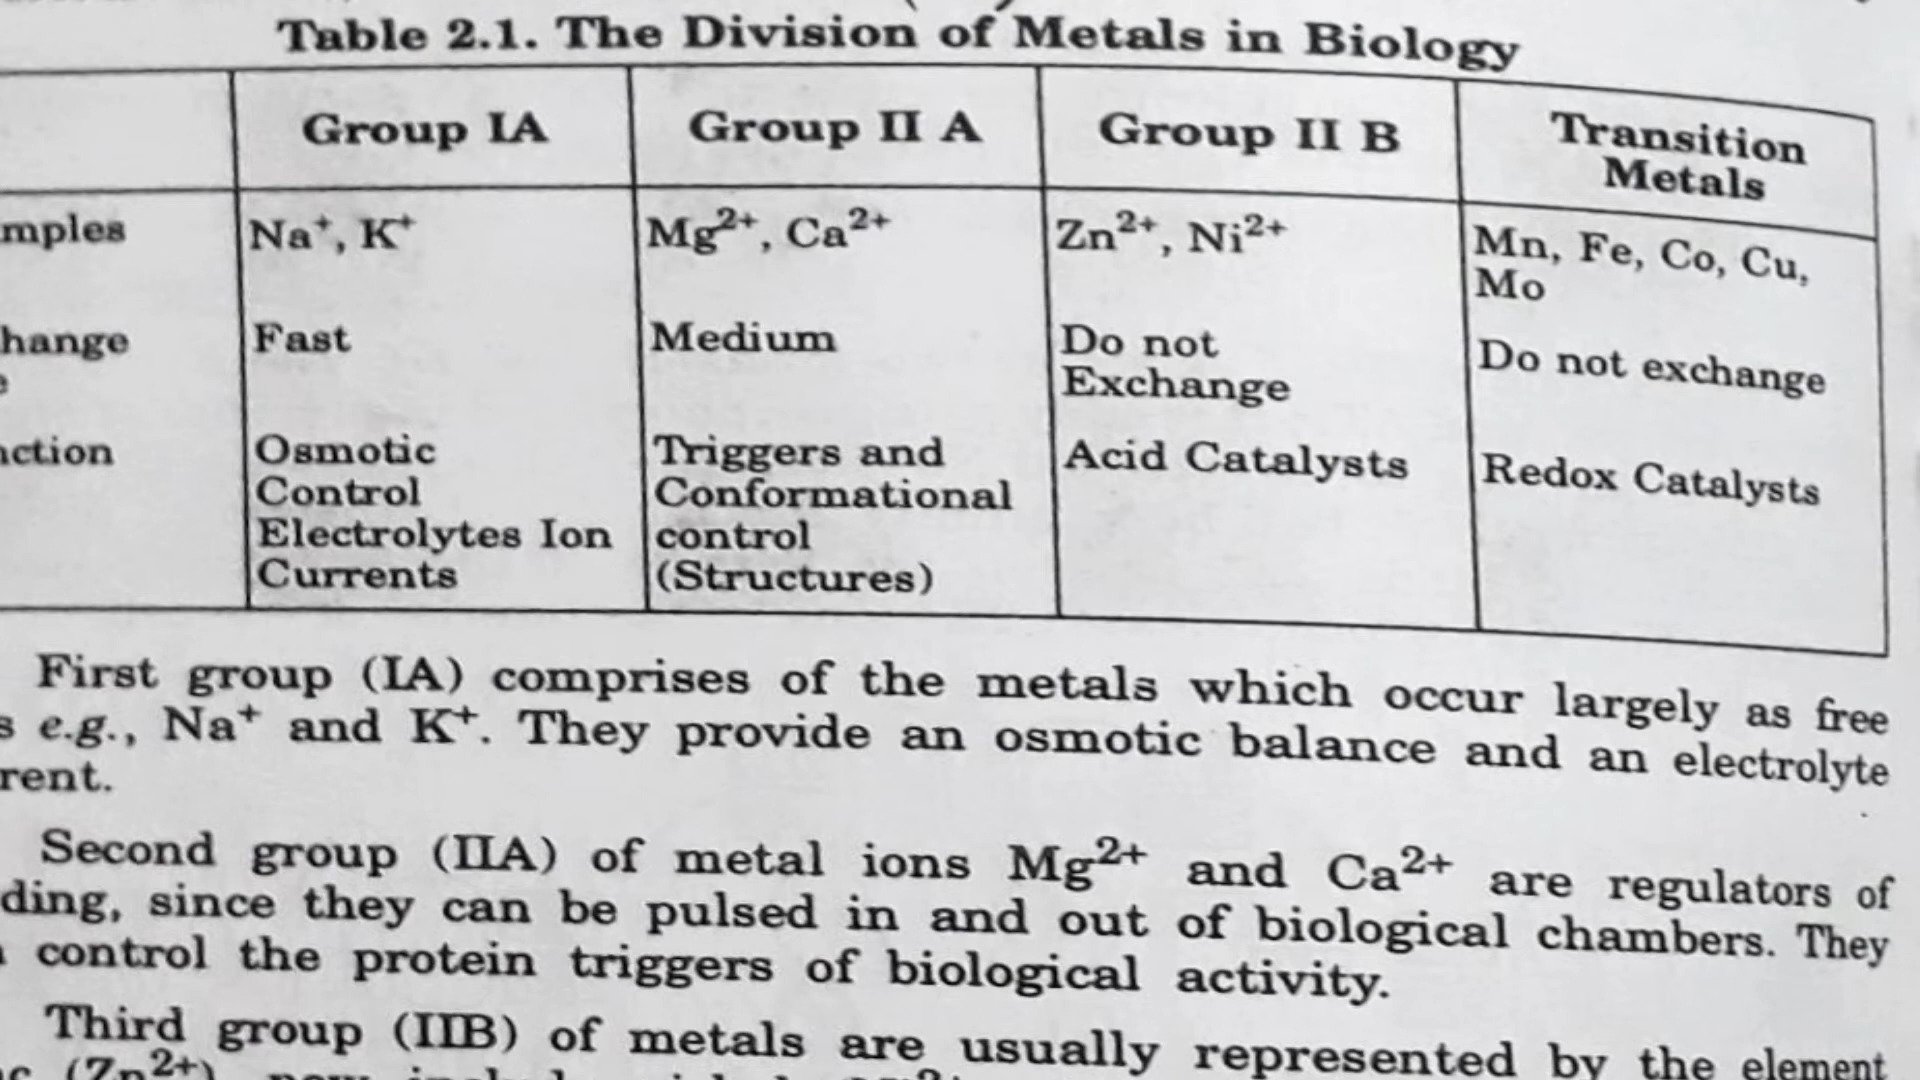 Table 2.1. The Division of Metals in Biology
Group IA Group II A Group II B Transition Metals
mples Na⁺, K⁺ Mg²⁺, Ca²⁺ Zn²⁺, Ni²⁺ Mn, Fe, Co, Cu, Mo
hange Fast Medium Do not Exchange Do not exchange
e
ction Osmotic Control Electrolytes Ion Currents Triggers and Conformational control (Structures) Acid Catalysts Redox Catalysts
First group (IA) comprises of the metals which occur largely as free
s e.g., Na⁺ and K⁺. They provide an osmotic balance and an electrolyte
rent.
Second group (IIA) of metal ions Mg²⁺ and Ca²⁺ are regulators of
ding, since they can be pulsed in and out of biological chambers. They
control the protein triggers of biological activity.
Third group (IIB) of metals are usually represented by the element
(Zn²⁺)